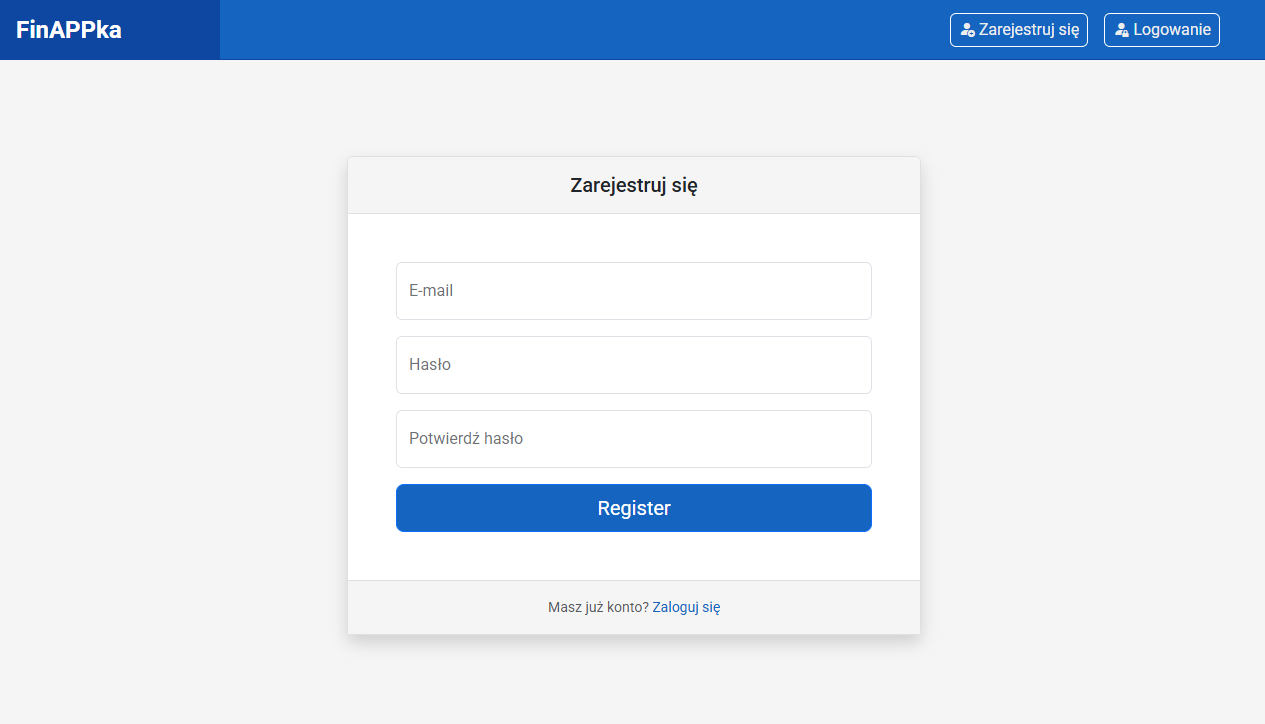 FinAPPka
Zarejestruj się
Logowanie
Zarejestruj się
E-mail
Hasło
Potwierdź hasło
Register
Masz już konto? Zaloguj się